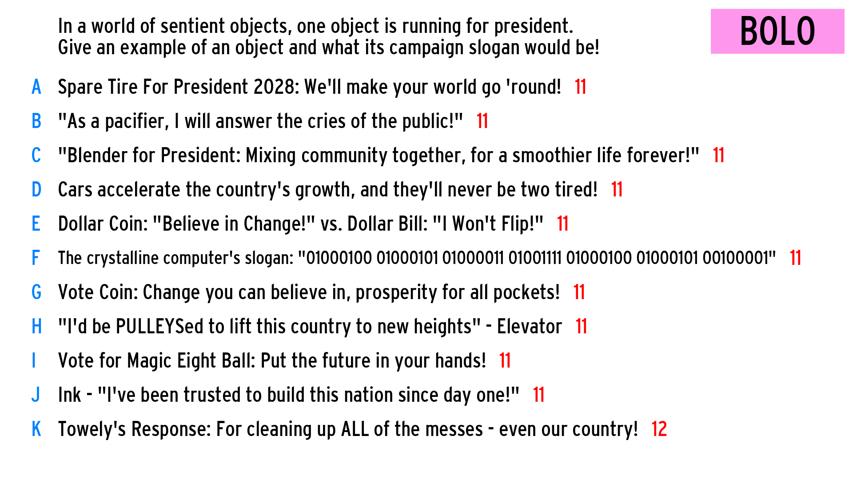 In a world of sentient objects, one object is running for president.
Give an example of an object and what its campaign slogan would be!
BOLO
A Spare Tire For President 2028: We'll make your world go 'round! 11
B "As a pacifier, I will answer the cries of the public!" 11
C "Blender for President: Mixing community together, for a smoothier life forever!" 11
D Cars accelerate the country's growth, and they'll never be two tired! 11
E Dollar Coin: "Believe in Change!" vs. Dollar Bill: "I Won't Flip!" 11
F The crystalline computer's slogan: "01000100 01000101 01000011 01001111 01000100 01000101 00100001" 11
G Vote Coin: Change you can believe in, prosperity for all pockets! 11
H "I'd be PULLEYSed to lift this country to new heights" - Elevator 11
I Vote for Magic Eight Ball: Put the future in your hands! 11
J Ink - "I've been trusted to build this nation since day one!" 11
K Towely's Response: For cleaning up ALL of the messes - even our country! 12